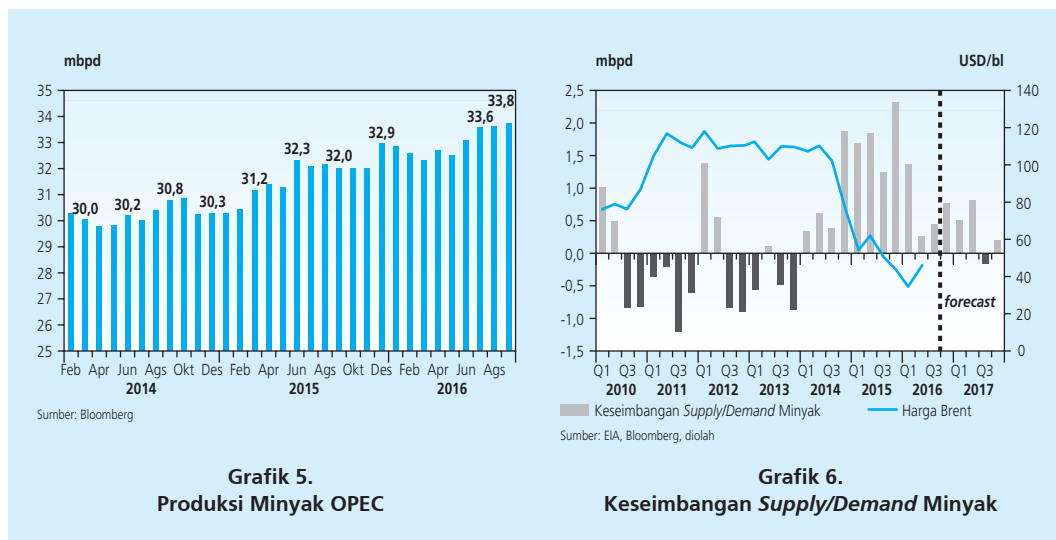 mbpd
35
34
33
32
31
30
29
28
27
26
25
30,0
30,2
30,8
30,3
31,2
32,3
32,0
32,9
33,6
33,8
Feb Apr Jun Ags Okt Des Feb Apr Jun Ags Okt Des Feb Apr Jun Ags
2014 2015 2016
Sumber: Bloomberg
Grafik 5.
Produksi Minyak OPEC
mbpd USD/bl
2,5
2,0
1,5
1,0
0,5
0,0
-0,5
-1,0
-1,5
140
120
100
80
60
40
20
0
forecast
Q1 Q3 Q1 Q3 Q1 Q3 Q1 Q3 Q1 Q3 Q1 Q3 Q1 Q3 Q1 Q3
2010 2011 2012 2013 2014 2015 2016 2017
Keseimbangan Supply/Demand Minyak Harga Brent
Sumber: EIA, Bloomberg, diolah
Grafik 6.
Keseimbangan Supply/Demand Minyak